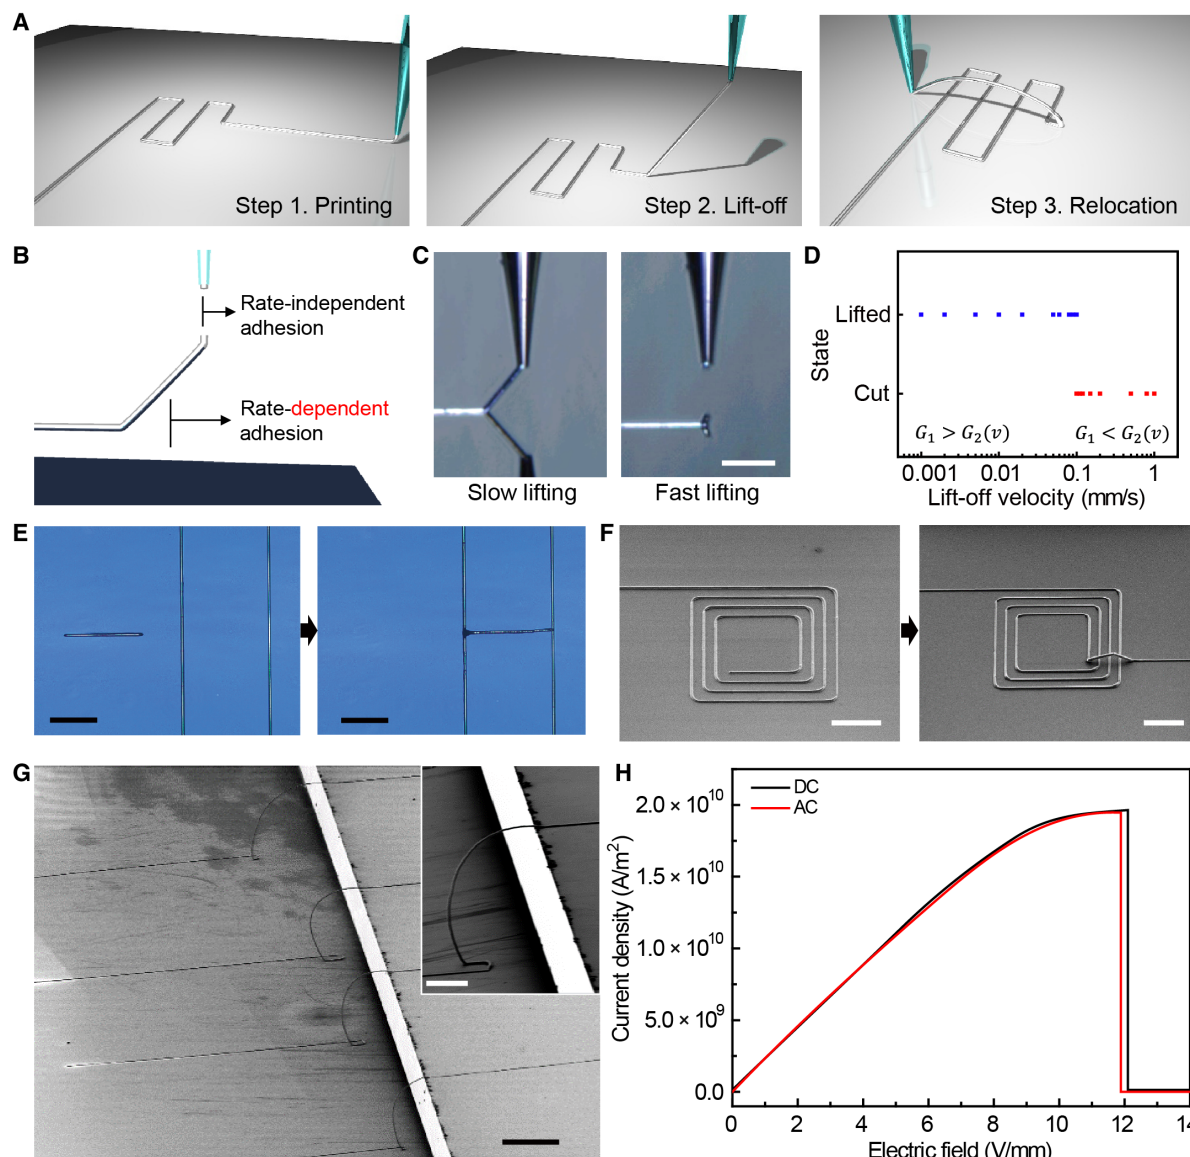 A
Step 1. Printing
Step 2. Lift-off
Step 3. Relocation
B
Rate-independent
adhesion
Rate-dependent
adhesion
C
Slow lifting
Fast lifting
D
State
Lifted
Cut
G₁ > G₂(v)
G₁ < G₂(v)
0.001
0.01
0.1
1
Lift-off velocity (mm/s)
E
F
G
H
DC
AC
Current density (A/m²)
2.0 × 10¹⁰
1.5 × 10¹⁰
1.0 × 10¹⁰
5.0 × 10⁹
0.0
0
2
4
6
8
10
12
14
Electric field (V/mm)